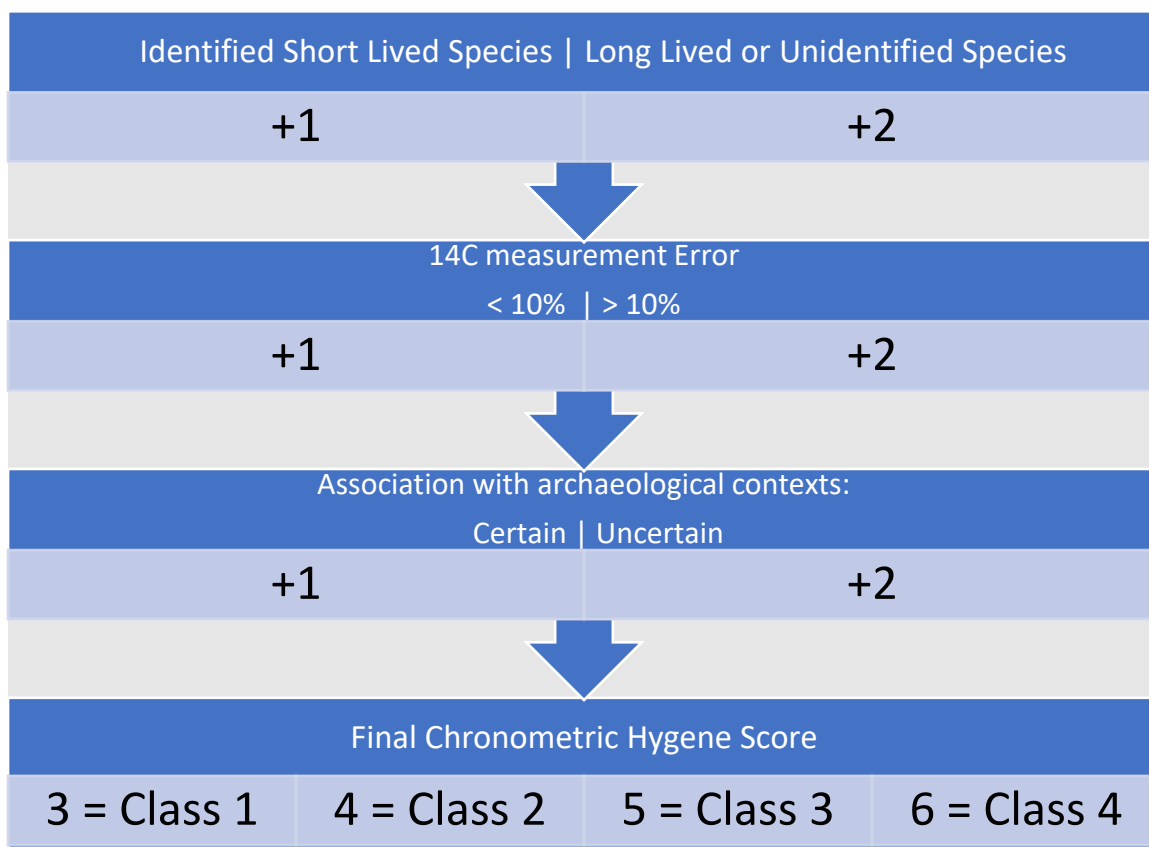 Identified Short Lived Species | Long Lived or Unidentified Species
+1 +2
14C measurement Error
< 10% | > 10%
+1 +2
Association with archaeological contexts:
Certain | Uncertain
+1 +2
Final Chronometric Hygene Score
3 = Class 1 4 = Class 2 5 = Class 3 6 = Class 4